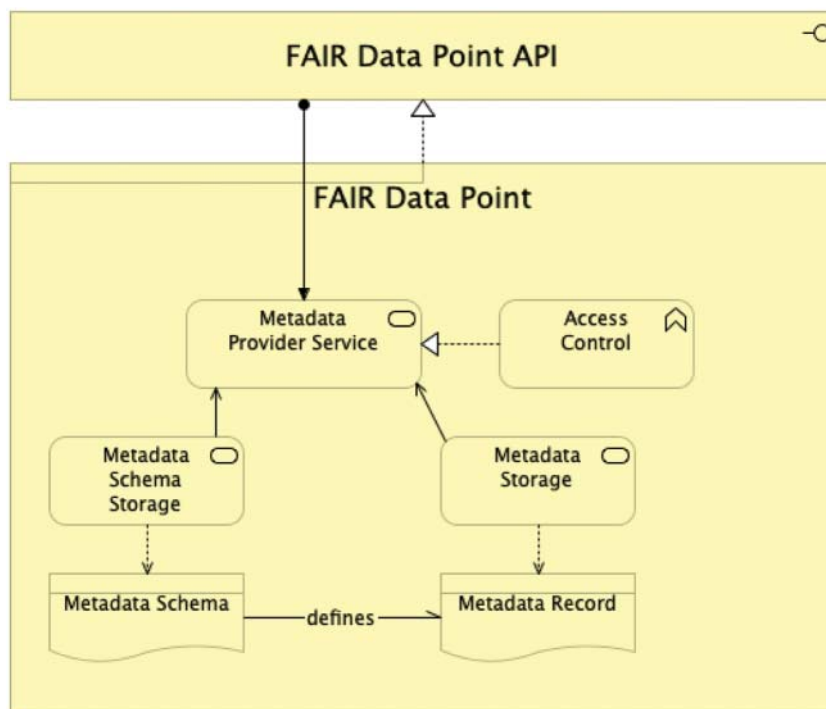 FAIR Data Point API
FAIR Data Point
Metadata
Provider Service
Access
Control
Metadata
Schema
Storage
Metadata
Storage
Metadata Schema
defines
Metadata Record